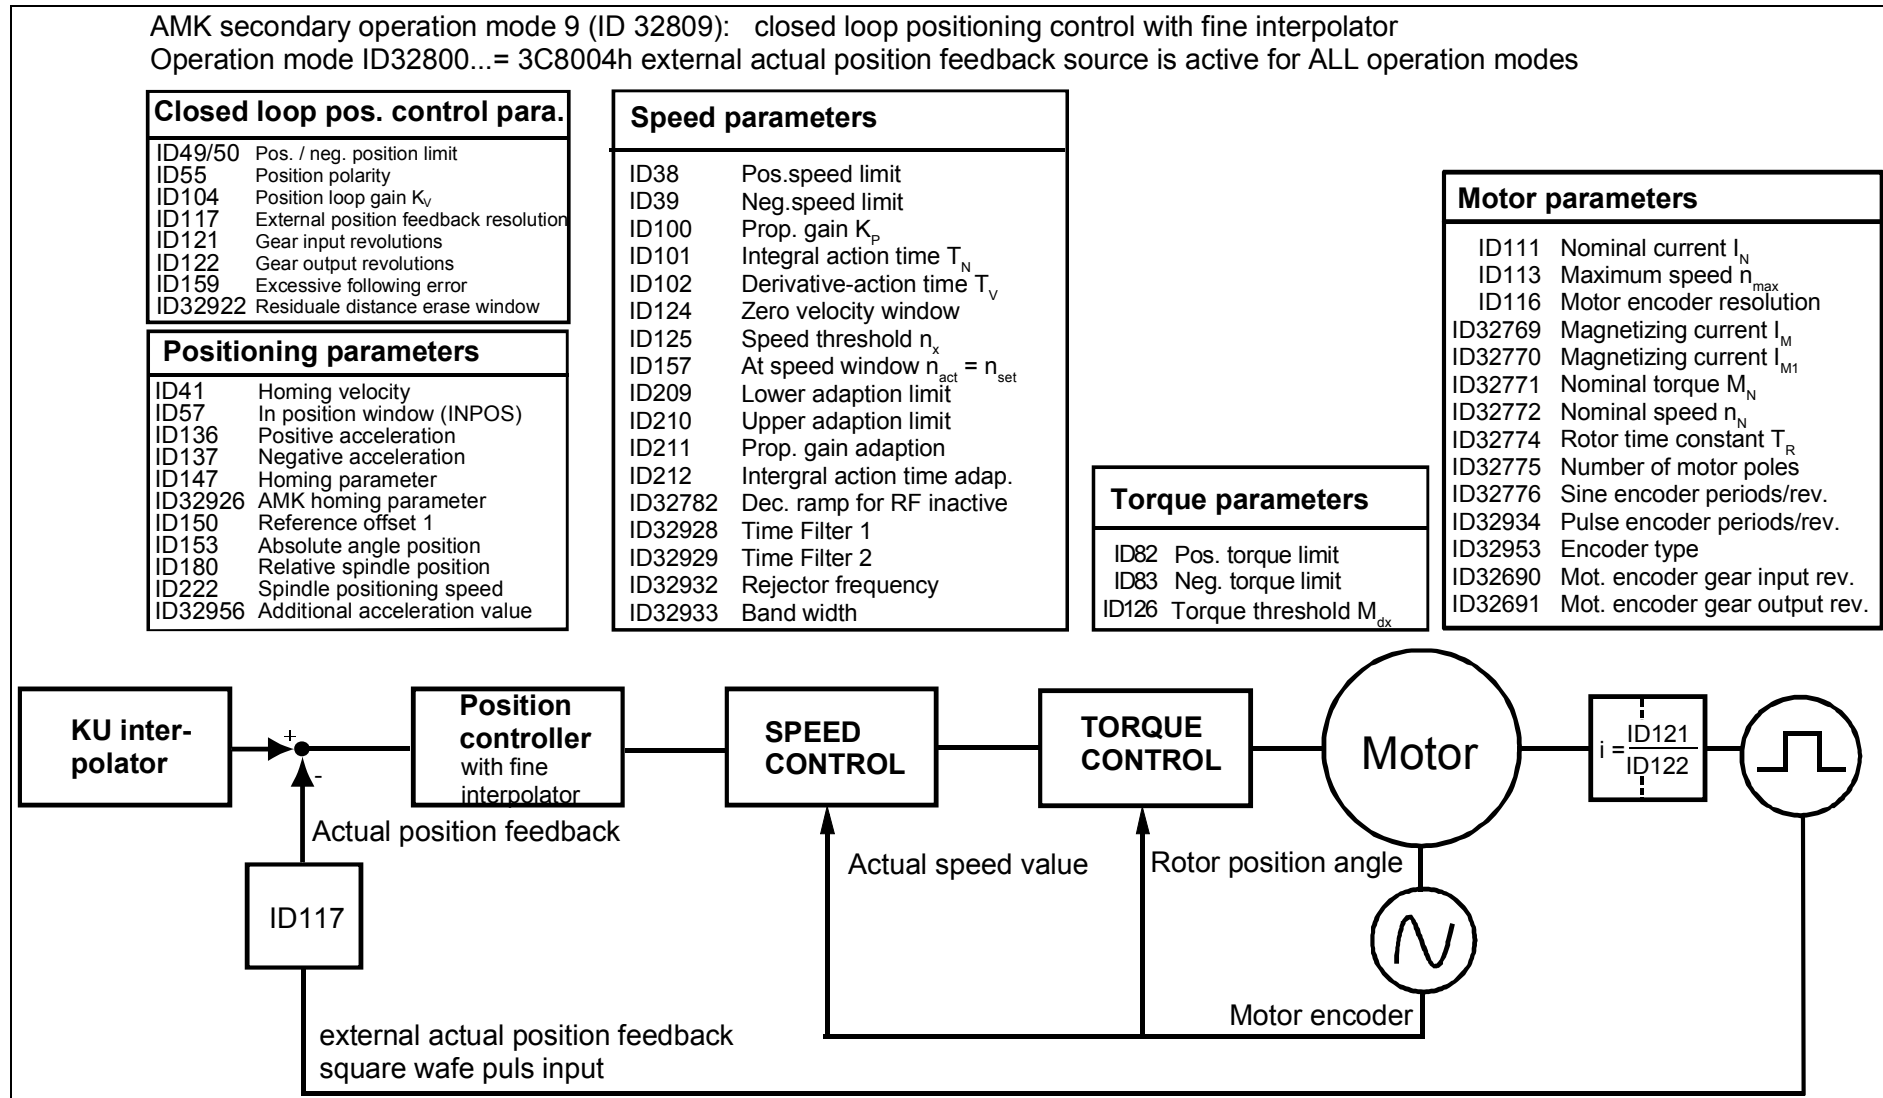 AMK secondary operation mode 9 (ID 32809): closed loop positioning control with fine interpolator
Operation mode ID32800...= 3C8004h external actual position feedback source is active for ALL operation modes
Closed loop pos. control para.
ID49/50 Pos. / neg. position limit
ID55 Position polarity
ID104 Position loop gain KV
ID117 External position feedback resolution
ID121 Gear input revolutions
ID122 Gear output revolutions
ID159 Excessive following error
ID32922 Residuale distance erase window
Positioning parameters
ID41 Homing velocity
ID57 In position window (INPOS)
ID136 Positive acceleration
ID137 Negative acceleration
ID147 Homing parameter
ID32926 AMK homing parameter
ID150 Reference offset 1
ID153 Absolute angle position
ID180 Relative spindle position
ID222 Spindle positioning speed
ID32956 Additional acceleration value
Speed parameters
ID38 Pos.speed limit
ID39 Neg.speed limit
ID100 Prop. gain KP
ID101 Integral action time TN
ID102 Derivative-action time TV
ID124 Zero velocity window
ID125 Speed threshold nx
ID157 At speed window nact = nset
ID209 Lower adaption limit
ID210 Upper adaption limit
ID211 Prop. gain adaption
ID212 Intergral action time adap.
ID32782 Dec. ramp for RF inactive
ID32928 Time Filter 1
ID32929 Time Filter 2
ID32932 Rejector frequency
ID32933 Band width
Torque parameters
ID82 Pos. torque limit
ID83 Neg. torque limit
ID126 Torque threshold Mdx
Motor parameters
ID111 Nominal current IN
ID113 Maximum speed nmax
ID116 Motor encoder resolution
ID32769 Magnetizing current IM
ID32770 Magnetizing current IM1
ID32771 Nominal torque MN
ID32772 Nominal speed nN
ID32774 Rotor time constant TR
ID32775 Number of motor poles
ID32776 Sine encoder periods/rev.
ID32934 Pulse encoder periods/rev.
ID32953 Encoder type
ID32690 Mot. encoder gear input rev.
ID32691 Mot. encoder gear output rev.
KU inter-
polator
+
-
Position
controller
with fine
interpolator
SPEED
CONTROL
TORQUE
CONTROL
Motor
i = ID121
ID122
Actual position feedback
Actual speed value
Rotor position angle
ID117
Motor encoder
external actual position feedback
square wafe puls input